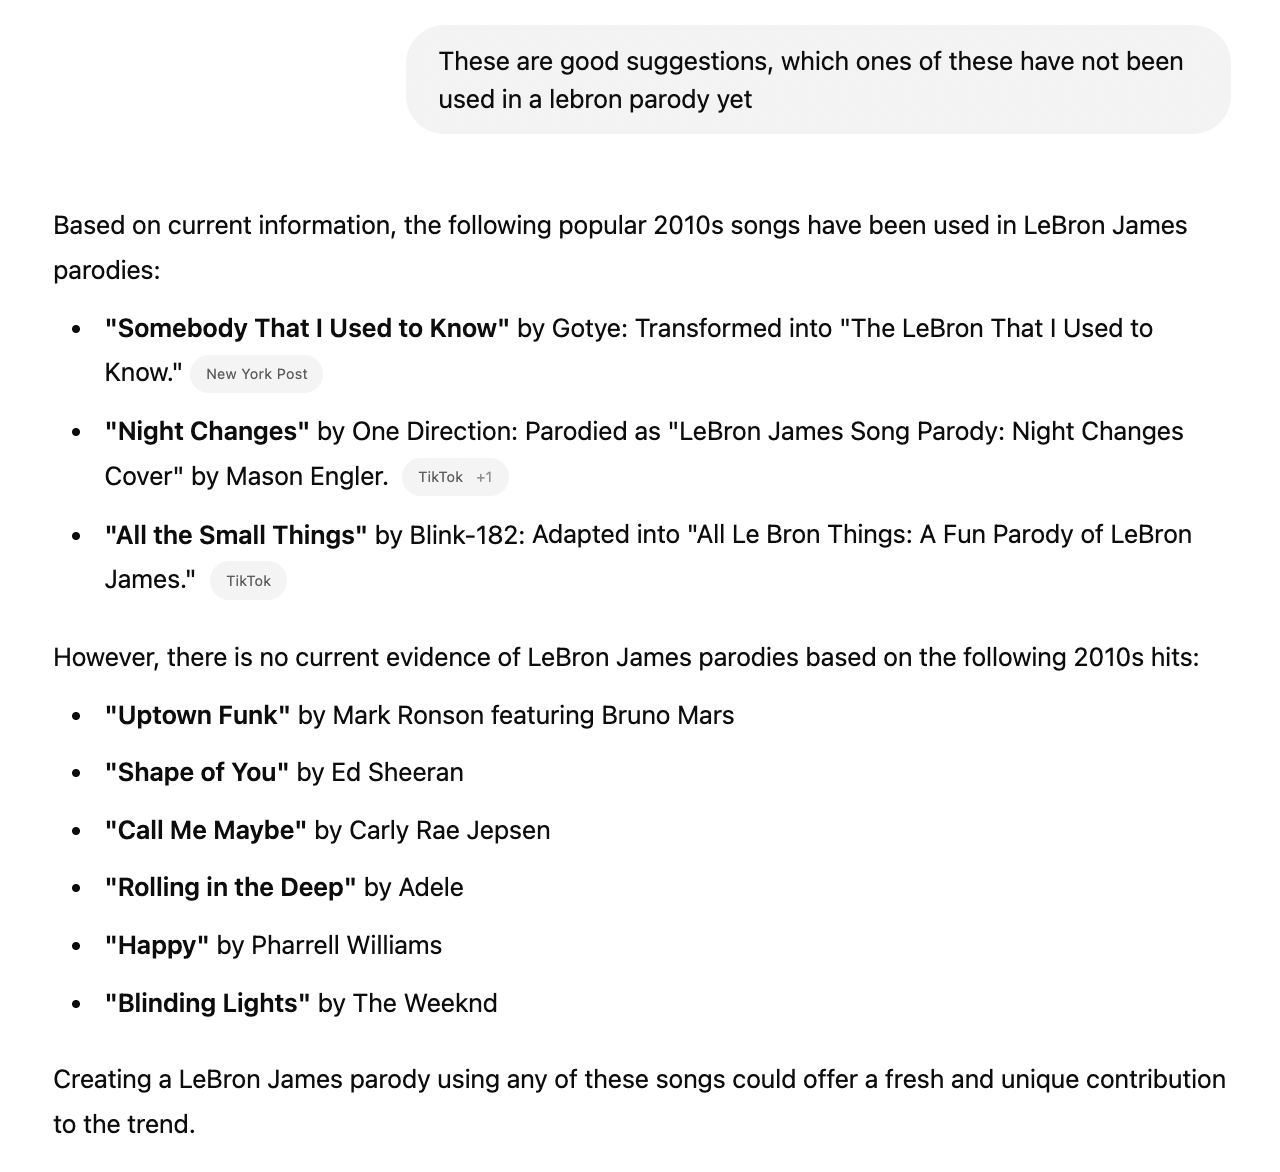 These are good suggestions, which ones of these have not been
used in a lebron parody yet
Based on current information, the following popular 2010s songs have been used in LeBron James
parodies:
• "Somebody That I Used to Know" by Gotye: Transformed into "The LeBron That I Used to
Know." New York Post
• "Night Changes" by One Direction: Parodied as "LeBron James Song Parody: Night Changes
Cover" by Mason Engler. TikTok +1
• "All the Small Things" by Blink-182: Adapted into "All Le Bron Things: A Fun Parody of LeBron
James." TikTok
However, there is no current evidence of LeBron James parodies based on the following 2010s hits:
• "Uptown Funk" by Mark Ronson featuring Bruno Mars
• "Shape of You" by Ed Sheeran
• "Call Me Maybe" by Carly Rae Jepsen
• "Rolling in the Deep" by Adele
• "Happy" by Pharrell Williams
• "Blinding Lights" by The Weeknd
Creating a LeBron James parody using any of these songs could offer a fresh and unique contribution
to the trend.